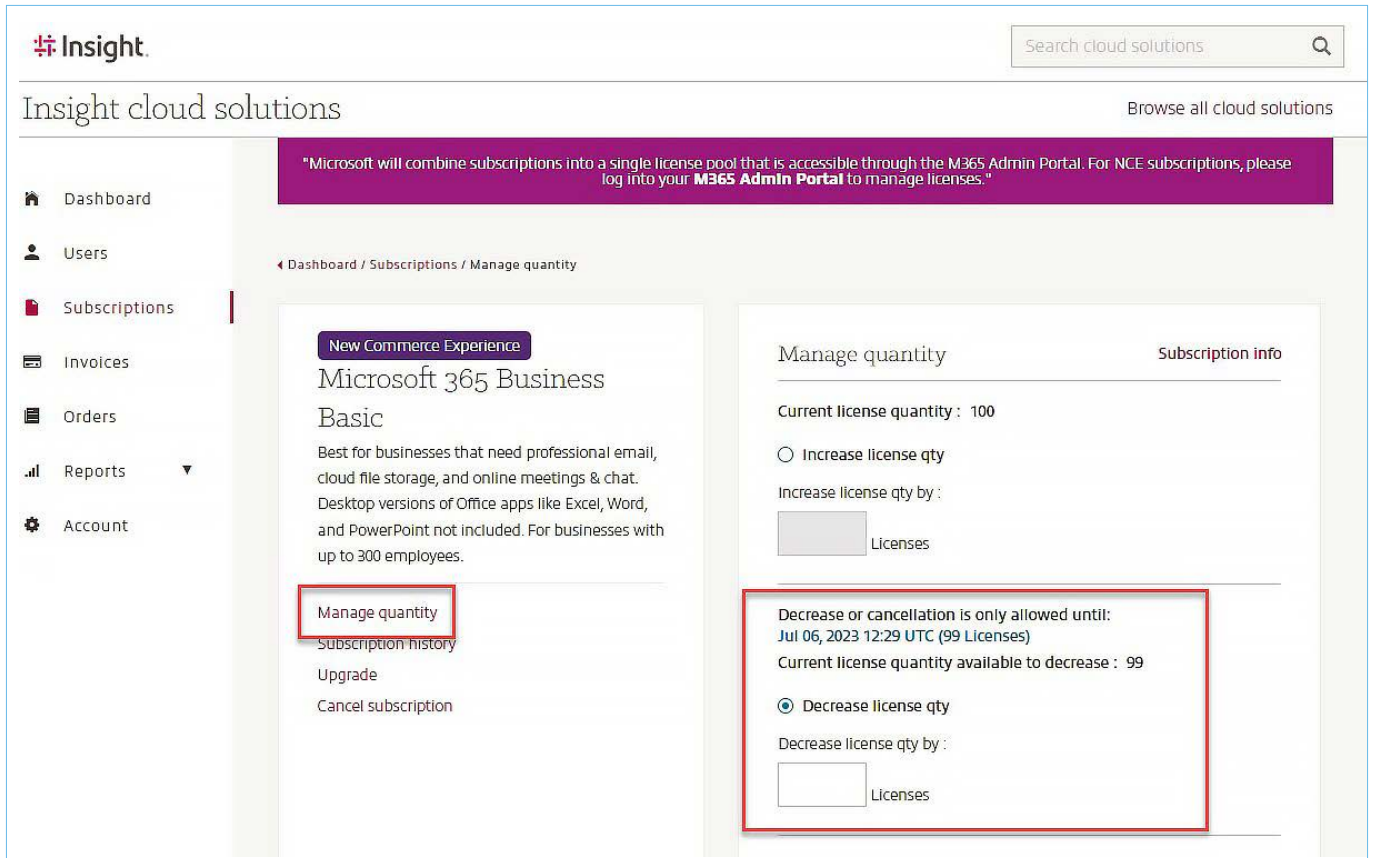 Insight.
Search cloud solutions
Insight cloud solutions
Browse all cloud solutions
"Microsoft will combine subscriptions into a single license pool that is accessible through the M365 Admin Portal. For NCE subscriptions, please
log into your M365 Admin Portal to manage licenses."
Dashboard
Users
Subscriptions
Invoices
Orders
Reports
Account
Dashboard / Subscriptions / Manage quantity
New Commerce Experience
Microsoft 365 Business
Basic
Best for businesses that need professional email,
cloud file storage, and online meetings & chat.
Desktop versions of Office apps like Excel, Word,
and PowerPoint not included. For businesses with
up to 300 employees.
Manage quantity
Subscription history
Upgrade
Cancel subscription
Manage quantity
Subscription info
Current license quantity : 100
Increase license qty
Increase license qty by :
Licenses
Decrease or cancellation is only allowed until:
Jul 06, 2023 12:29 UTC (99 Licenses)
Current license quantity available to decrease : 99
Decrease license qty
Decrease license qty by :
Licenses